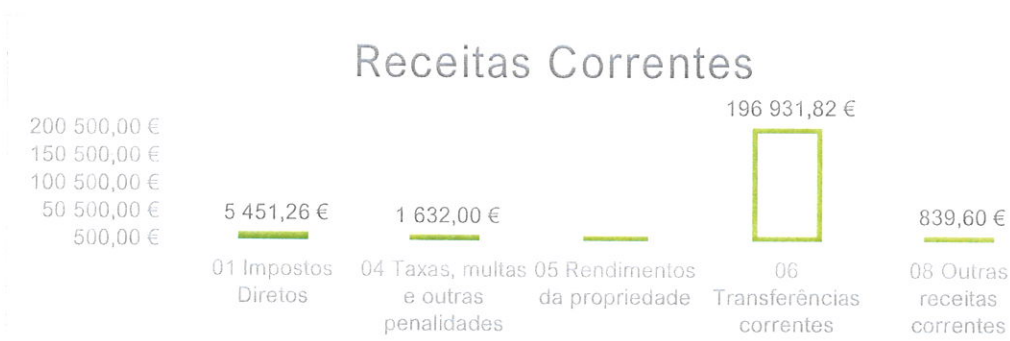 Receitas Correntes
196 931,82 €
200 500,00 €
150 500,00 €
100 500,00 €
50 500,00 €
500,00 €
5 451,26 €
1 632,00 €
839,60 €
01 Impostos
Diretos
04 Taxas, multas
e outras
penalidades
05 Rendimentos
da propriedade
06
Transferências
correntes
08 Outras
receitas
correntes